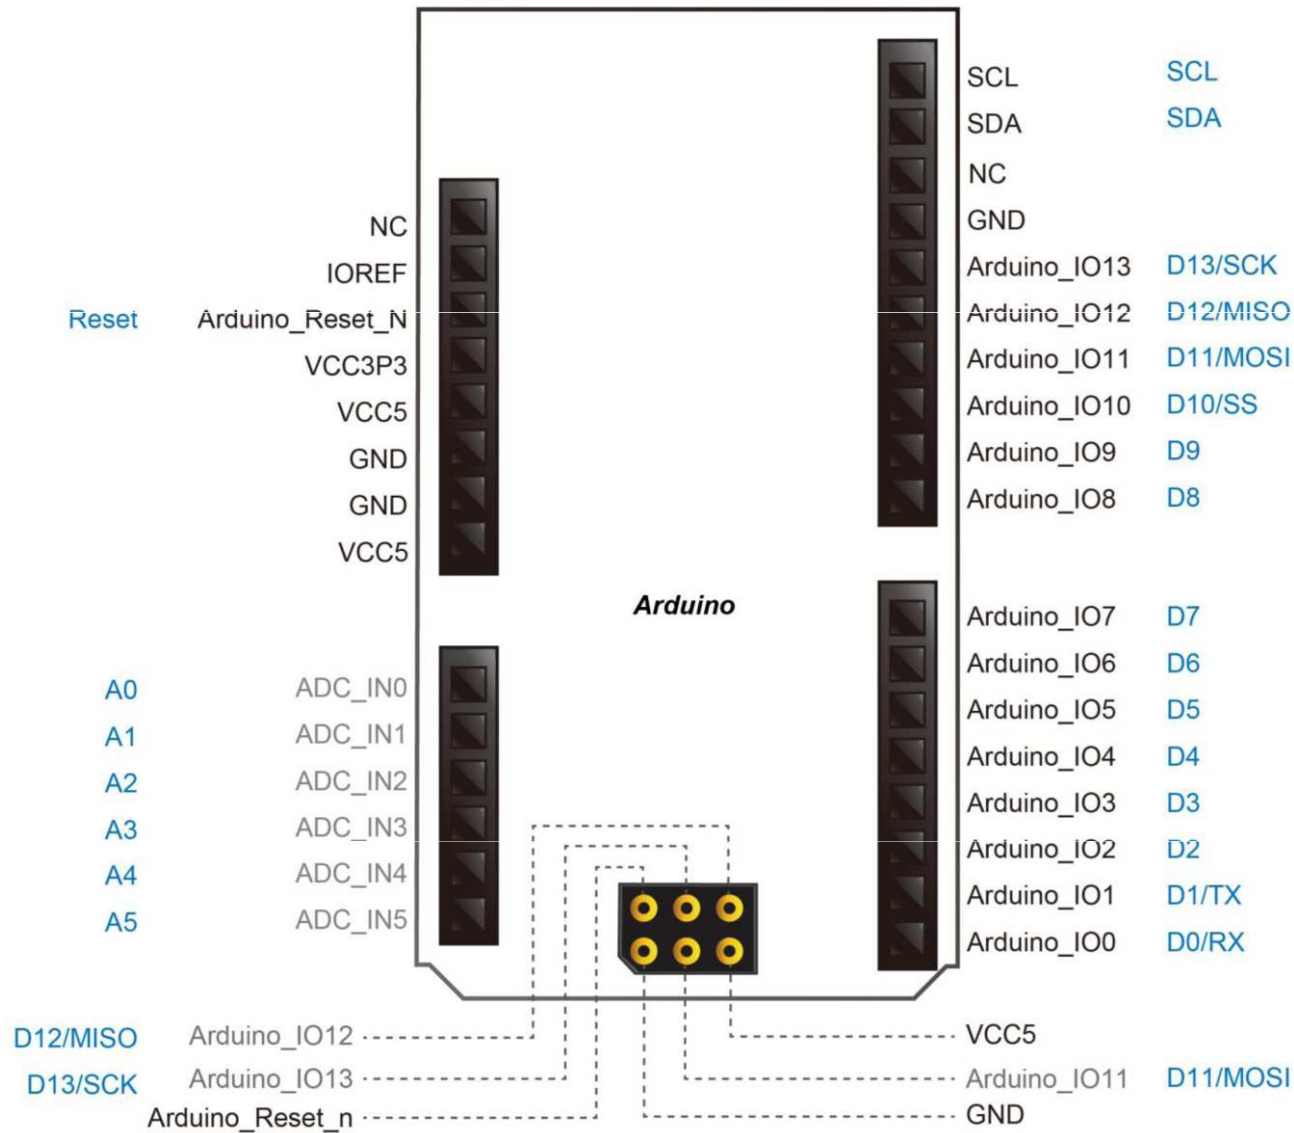 SCL SCL
SDA SDA
NC
GND
Arduino_IO13 D13/SCK
Arduino_IO12 D12/MISO
Arduino_IO11 D11/MOSI
Arduino_IO10 D10/SS
Arduino_IO9 D9
Arduino_IO8 D8
NC
IOREF
Reset Arduino_Reset_N
VCC3P3
VCC5
GND
GND
VCC5
Arduino
Arduino_IO7 D7
Arduino_IO6 D6
Arduino_IO5 D5
Arduino_IO4 D4
Arduino_IO3 D3
Arduino_IO2 D2
Arduino_IO1 D1/TX
Arduino_IO0 D0/RX
A0 ADC_IN0
A1 ADC_IN1
A2 ADC_IN2
A3 ADC_IN3
A4 ADC_IN4
A5 ADC_IN5
D12/MISO Arduino_IO12
D13/SCK Arduino_IO13
Arduino_Reset_n
VCC5
Arduino_IO11 D11/MOSI
GND